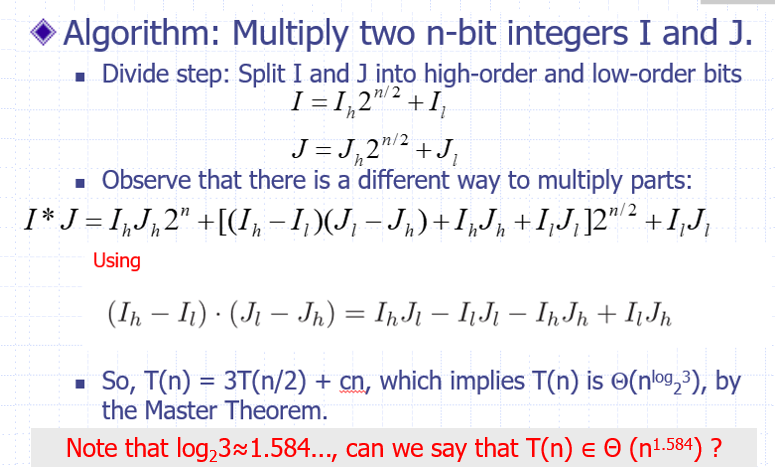 Algorithm: Multiply two n-bit integers I and J.
Divide step: Split I and J into high-order and low-order bits
I = I_h 2^{n/2} + I_l
J = J_h 2^{n/2} + J_l
Observe that there is a different way to multiply parts:
I * J = I_h J_h 2^n + [(I_h − I_l)(J_l − J_h) + I_h J_h + I_l J_l] 2^{n/2} + I_l J_l
Using
(I_h − I_l) · (J_l − J_h) = I_h J_l − I_l J_l − I_h J_h + I_l J_h
So, T(n) = 3T(n/2) + cn, which implies T(n) is Θ(n^{log_2 3}), by
the Master Theorem.
Note that log_2 3≈1.584..., can we say that T(n) ∈ Θ (n^{1.584}) ?